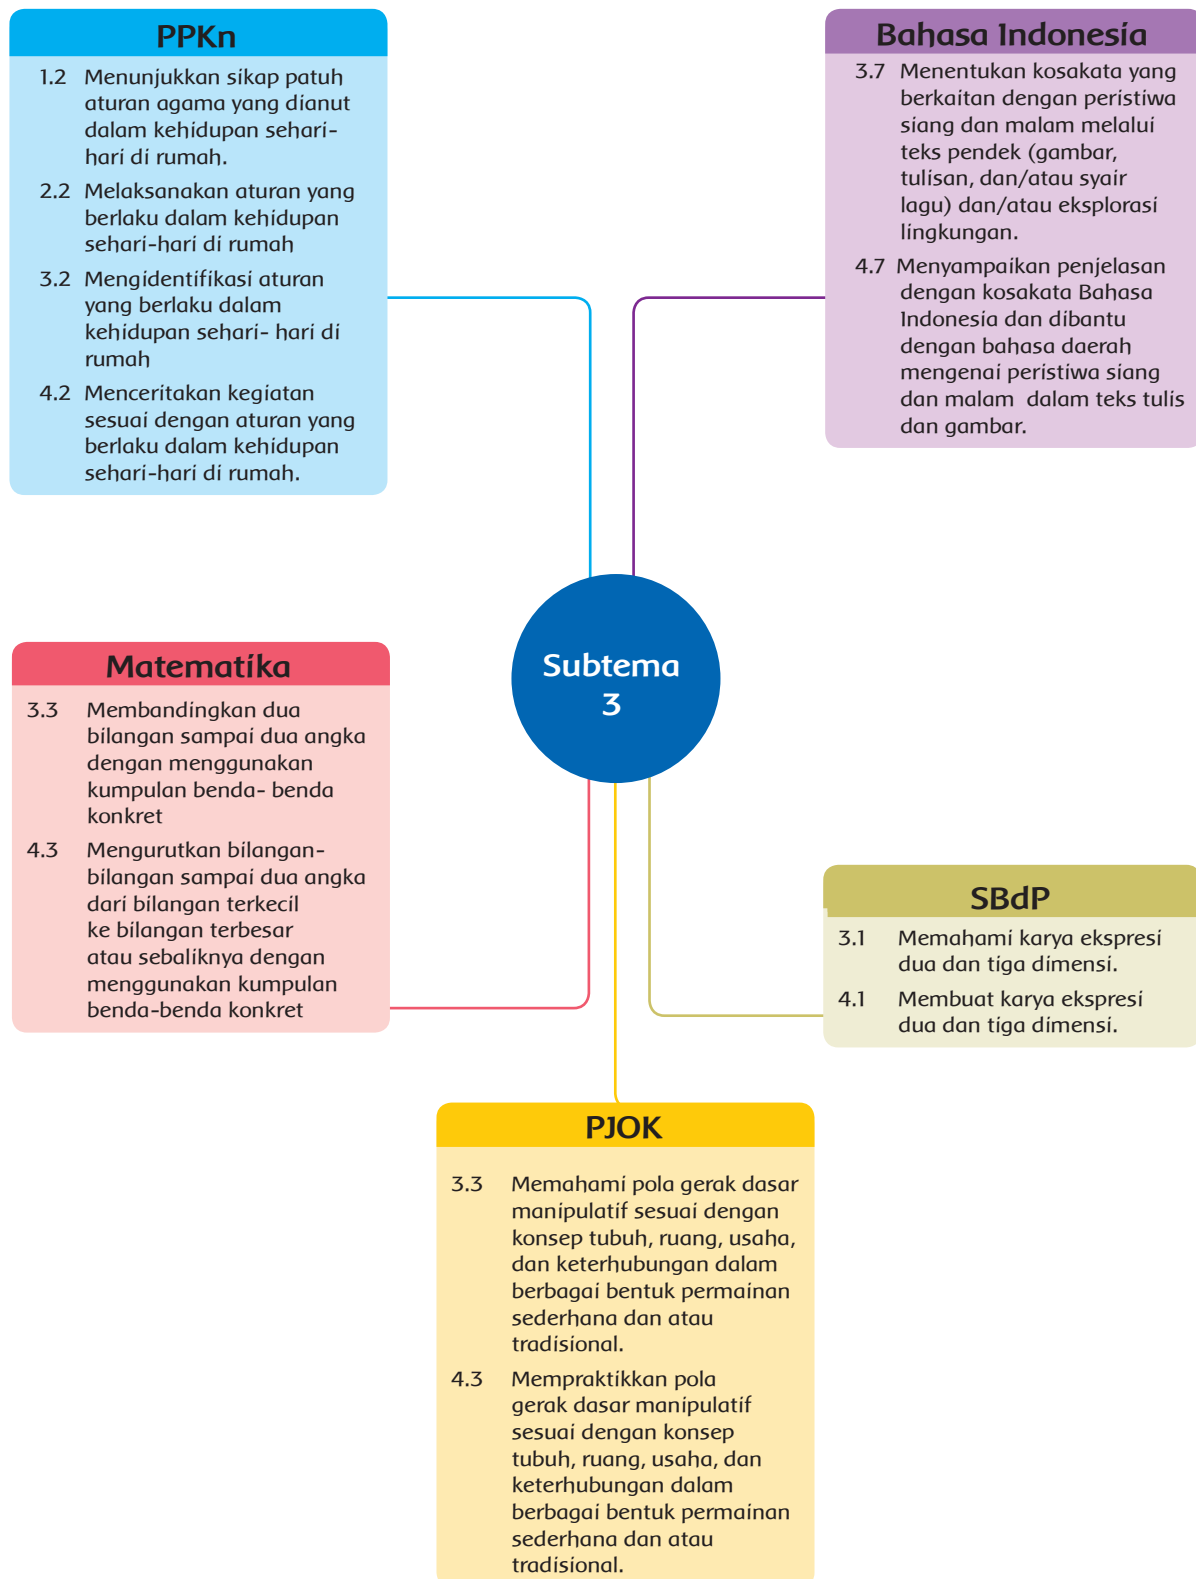 PPKn
1.2 Menunjukkan sikap patuh
aturan agama yang dianut
dalam kehidupan sehari-
hari di rumah.
2.2 Melaksanakan aturan yang
berlaku dalam kehidupan
sehari-hari di rumah
3.2 Mengidentifikasi aturan
yang berlaku dalam
kehidupan sehari- hari di
rumah
4.2 Menceritakan kegiatan
sesuai dengan aturan yang
berlaku dalam kehidupan
sehari-hari di rumah.
Bahasa Indonesia
3.7 Menentukan kosakata yang
berkaitan dengan peristiwa
siang dan malam melalui
teks pendek (gambar,
tulisan, dan/atau syair
lagu) dan/atau eksplorasi
lingkungan.
4.7 Menyampaikan penjelasan
dengan kosakata Bahasa
Indonesia dan dibantu
dengan bahasa daerah
mengenai peristiwa siang
dan malam dalam teks tulis
dan gambar.
Subtema
3
Matematika
3.3 Membandingkan dua
bilangan sampai dua angka
dengan menggunakan
kumpulan benda- benda
konkret
4.3 Mengurutkan bilangan-
bilangan sampai dua angka
dari bilangan terkecil
ke bilangan terbesar
atau sebaliknya dengan
menggunakan kumpulan
benda-benda konkret
SBdP
3.1 Memahami karya ekspresi
dua dan tiga dimensi.
4.1 Membuat karya ekspresi
dua dan tiga dimensi.
PJOK
3.3 Memahami pola gerak dasar
manipulatif sesuai dengan
konsep tubuh, ruang, usaha,
dan keterhubungan dalam
berbagai bentuk permainan
sederhana dan atau
tradisional.
4.3 Mempraktikkan pola
gerak dasar manipulatif
sesuai dengan konsep
tubuh, ruang, usaha, dan
keterhubungan dalam
berbagai bentuk permainan
sederhana dan atau
tradisional.